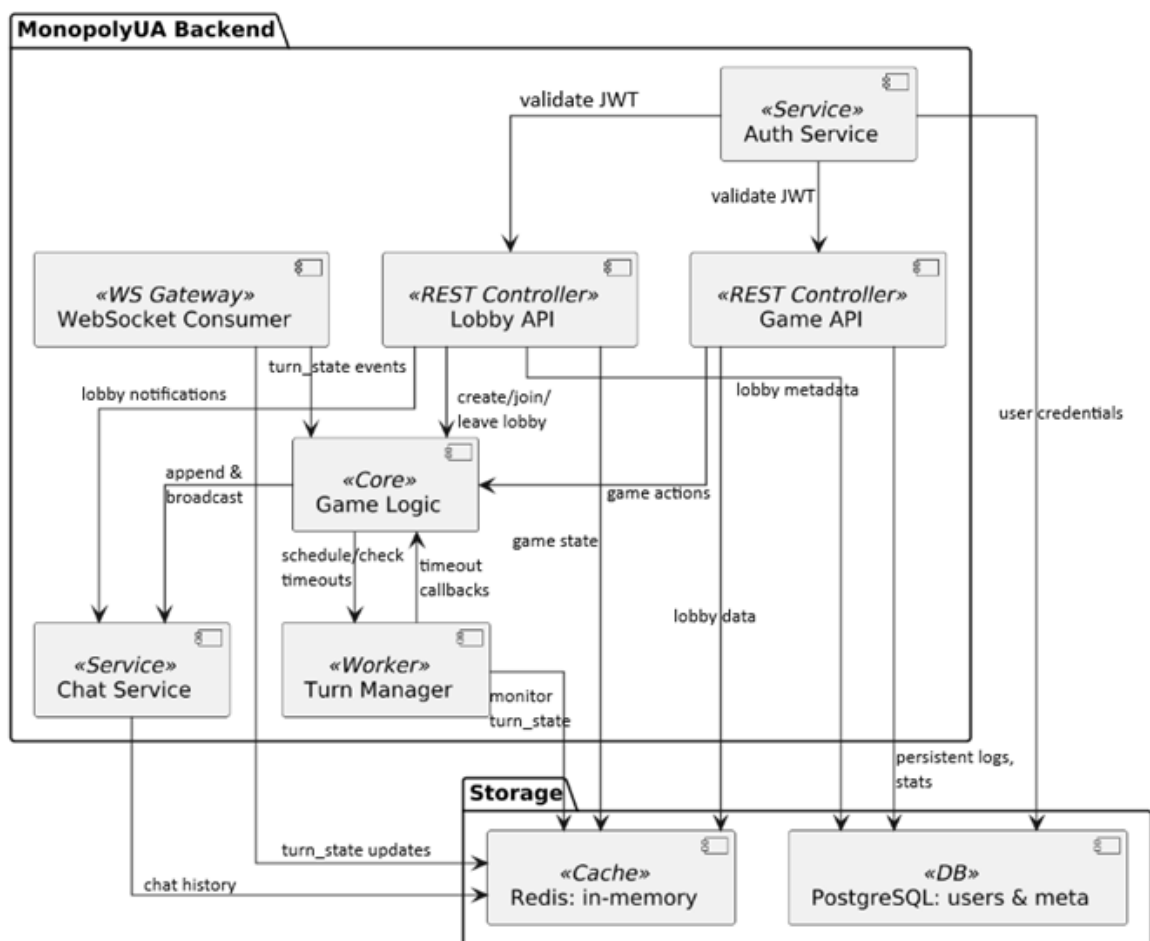 MonopolyUA Backend
«Service»
Auth Service
validate JWT
validate JWT
«WS Gateway»
WebSocket Consumer
«REST Controller»
Lobby API
«REST Controller»
Game API
turn_state events
lobby notifications
create/join/
leave lobby
lobby metadata
user credentials
«Core»
Game Logic
append &
broadcast
game actions
game state
schedule/check
timeouts
timeout
callbacks
lobby data
«Service»
Chat Service
«Worker»
Turn Manager
monitor
turn_state
persistent logs,
stats
Storage
turn_state updates
chat history
«Cache»
Redis: in-memory
«DB»
PostgreSQL: users & meta